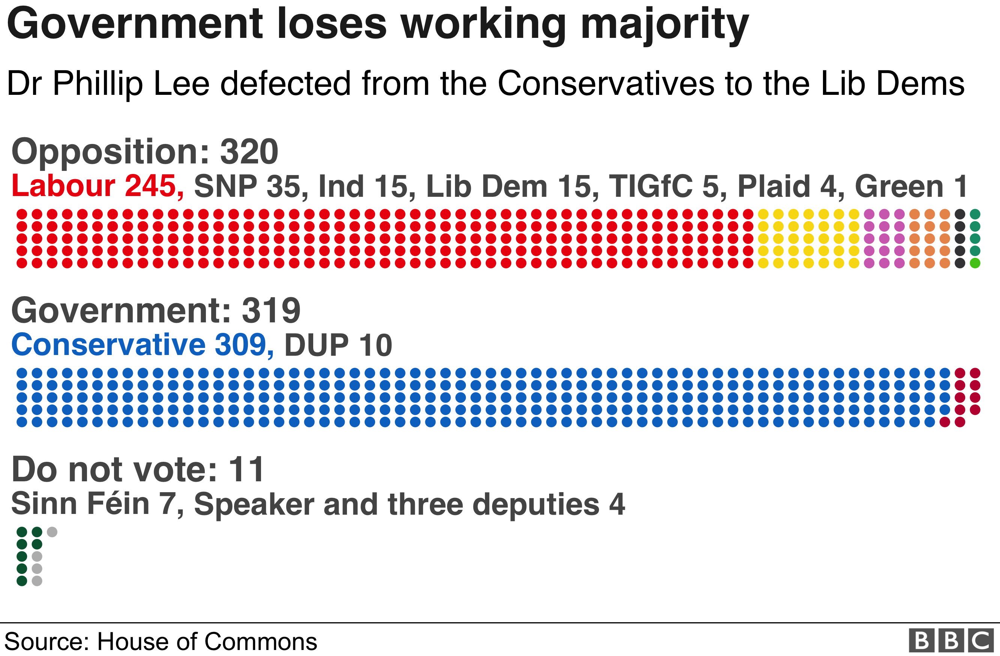 Government loses working majority
Dr Phillip Lee defected from the Conservatives to the Lib Dems
Opposition: 320
Labour 245, SNP 35, Ind 15, Lib Dem 15, TIGfC 5, Plaid 4, Green 1
Government: 319
Conservative 309, DUP 10
Do not vote: 11
Sinn Féin 7, Speaker and three deputies 4
Source: House of Commons
BBC